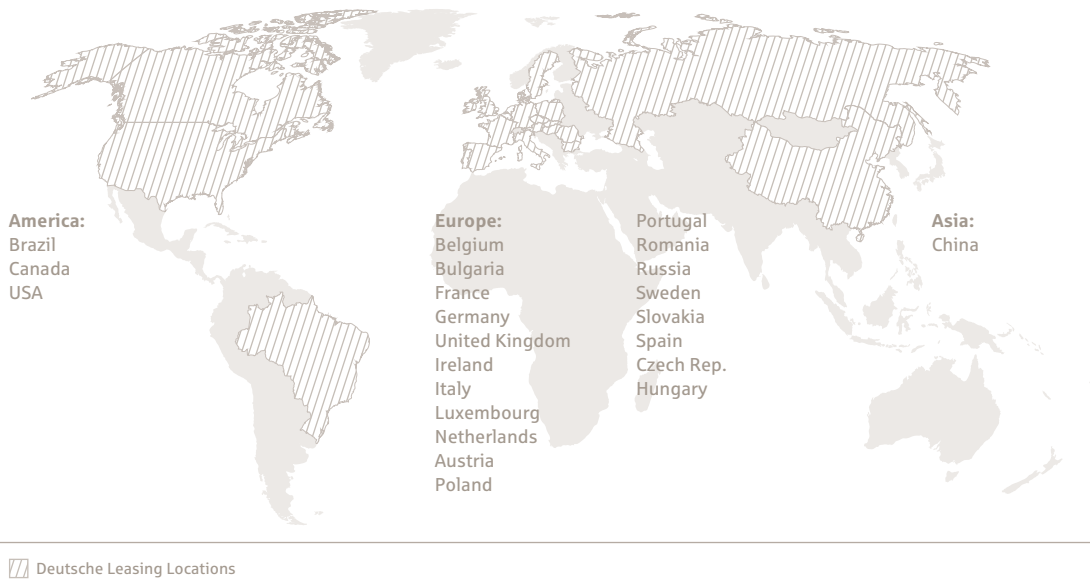 America:
Brazil
Canada
USA
Europe:
Belgium
Bulgaria
France
Germany
United Kingdom
Ireland
Italy
Luxembourg
Netherlands
Austria
Poland
Portugal
Romania
Russia
Sweden
Slovakia
Spain
Czech Rep.
Hungary
Asia:
China
Deutsche Leasing Locations